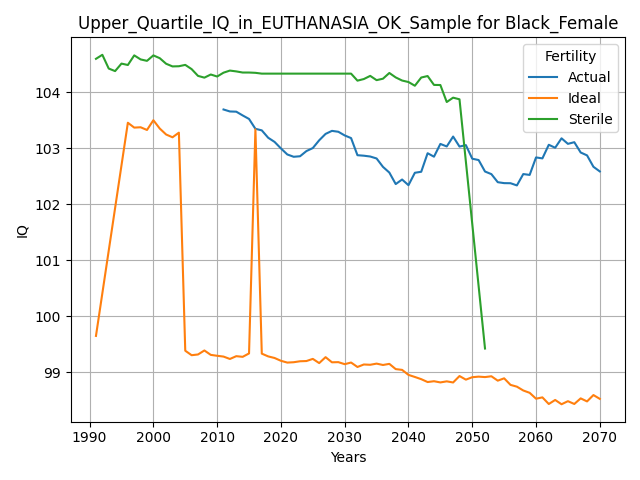 Upper_Quartile_IQ_in_EUTHANASIA_OK_Sample for Black_Female
Fertility
Actual
Ideal
Sterile
IQ
104
103
102
101
100
99
1990 2000 2010 2020 2030 2040 2050 2060 2070
Years